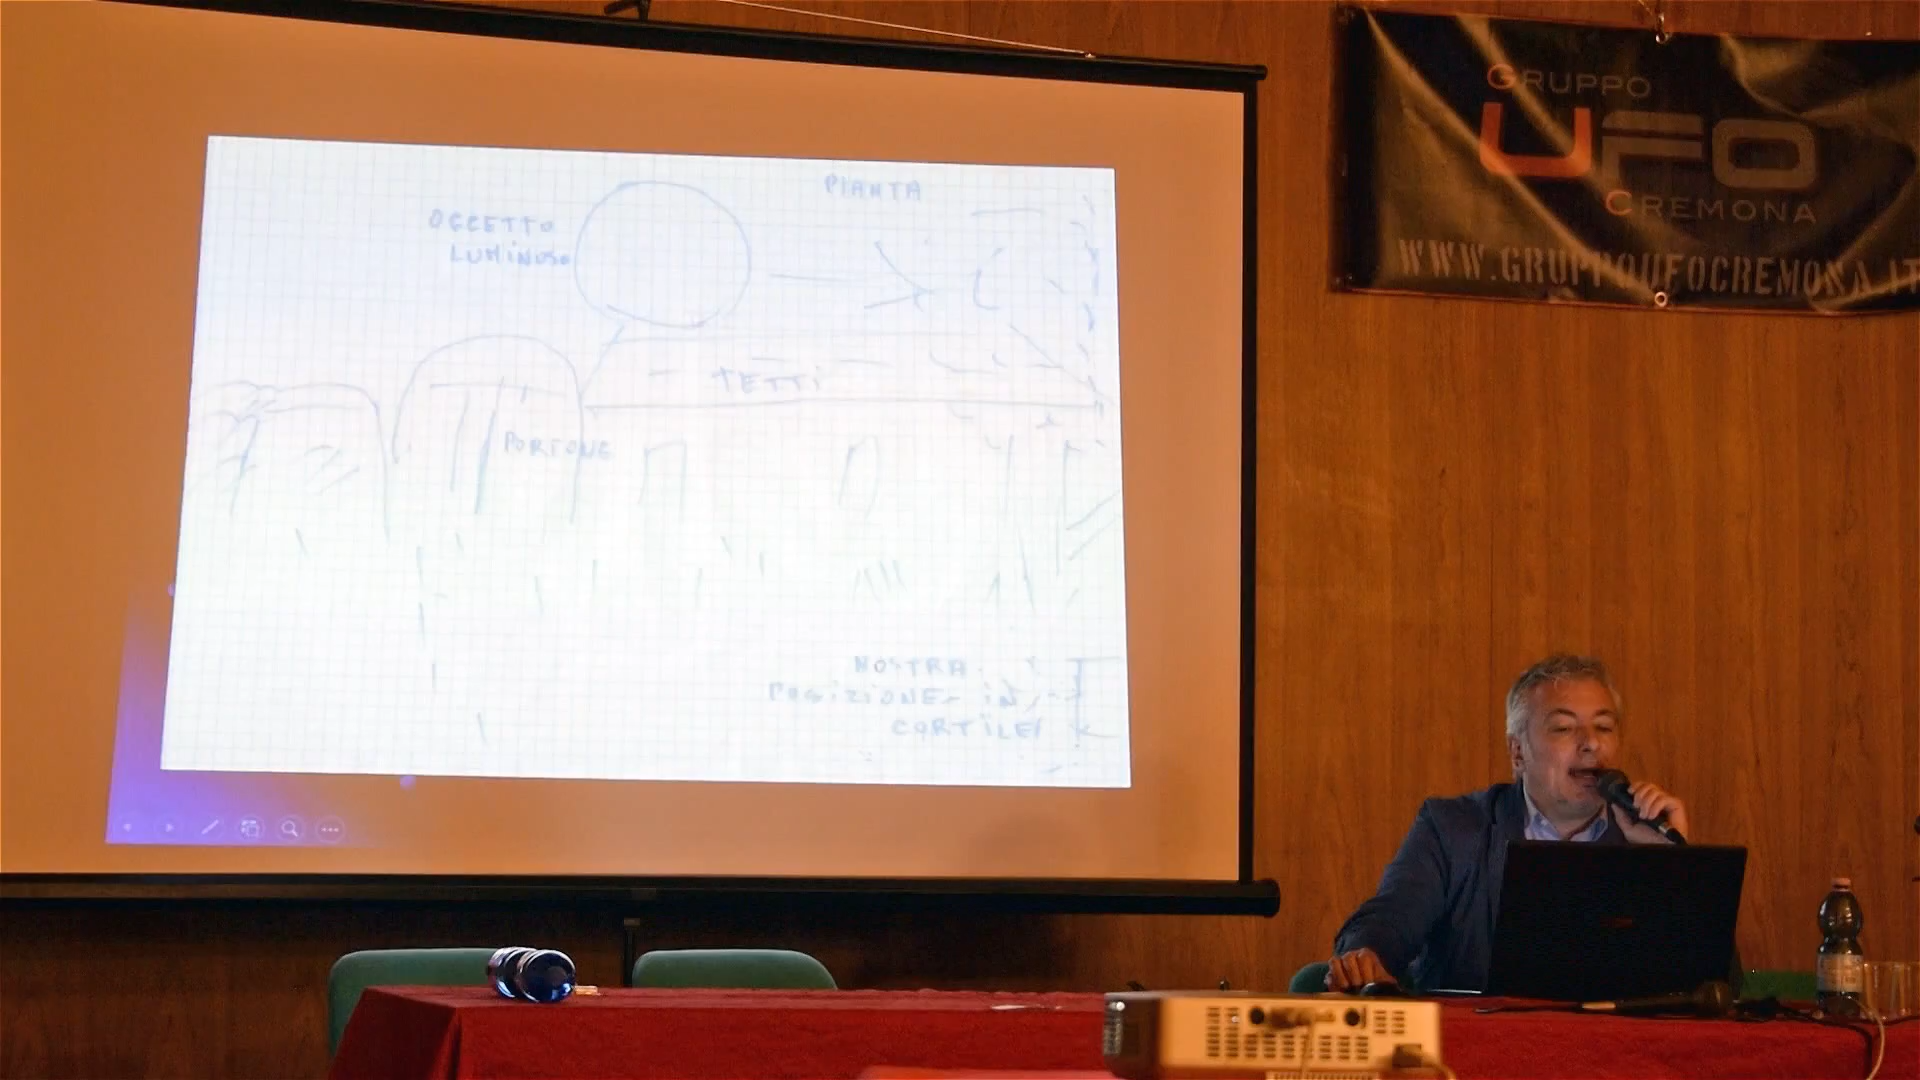 PIANTA
OGGETTO
LUMINOSO
TETTI
PORTONE
NOSTRA
POSIZIONE IN
CORTILE
GRUPPO
UFO
CREMONA
WWW.GRUPPOUFOCREMONA.IT